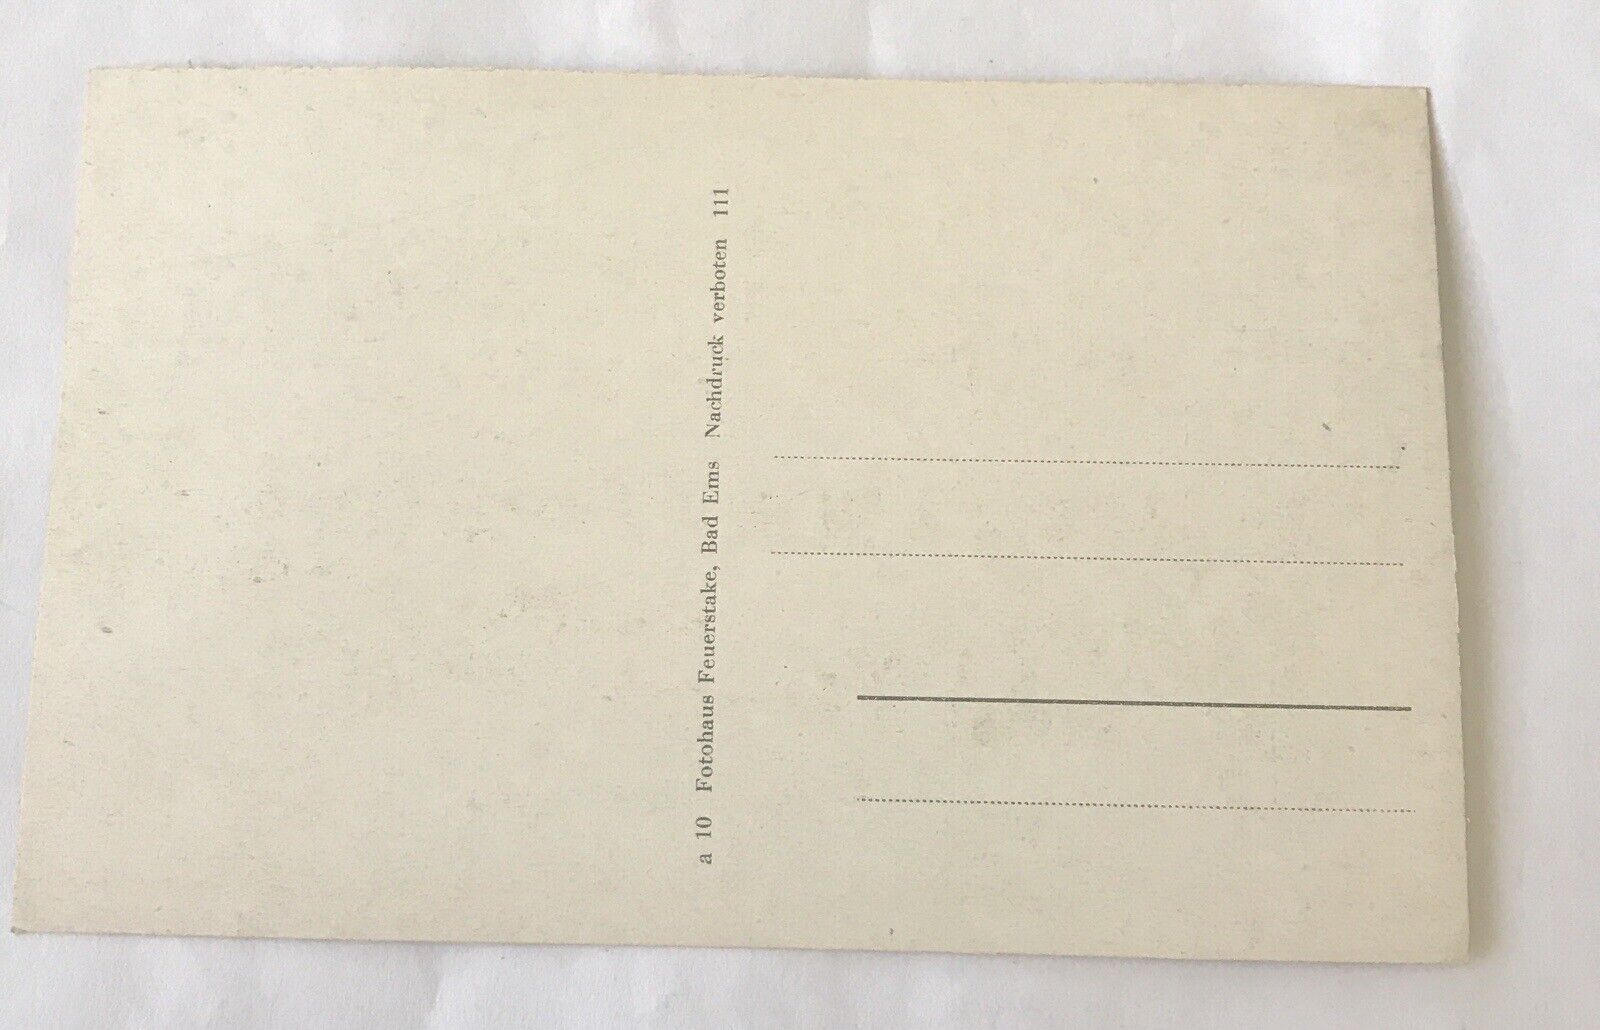 a 10 Fotohaus Feuerstake, Bad Ems Nachdruck verboten 111